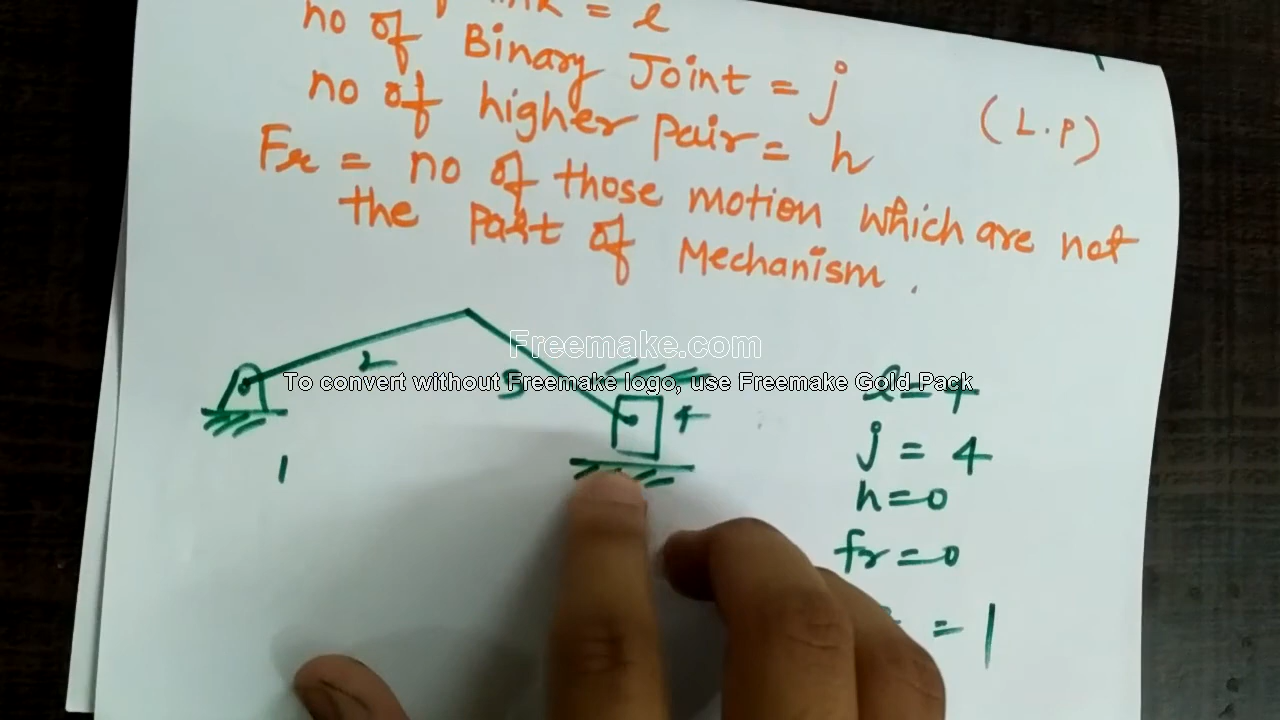 = l
no of Binary Joint = j (L.P)
no of higher pair = h
Fr = no of those motion which are not
the Part of Mechanism.
Freemake.com
To convert without Freemake logo, use Freemake Gold Pack
2
3
4
1
l = 4
j = 4
h = 0
fr = 0
= 1